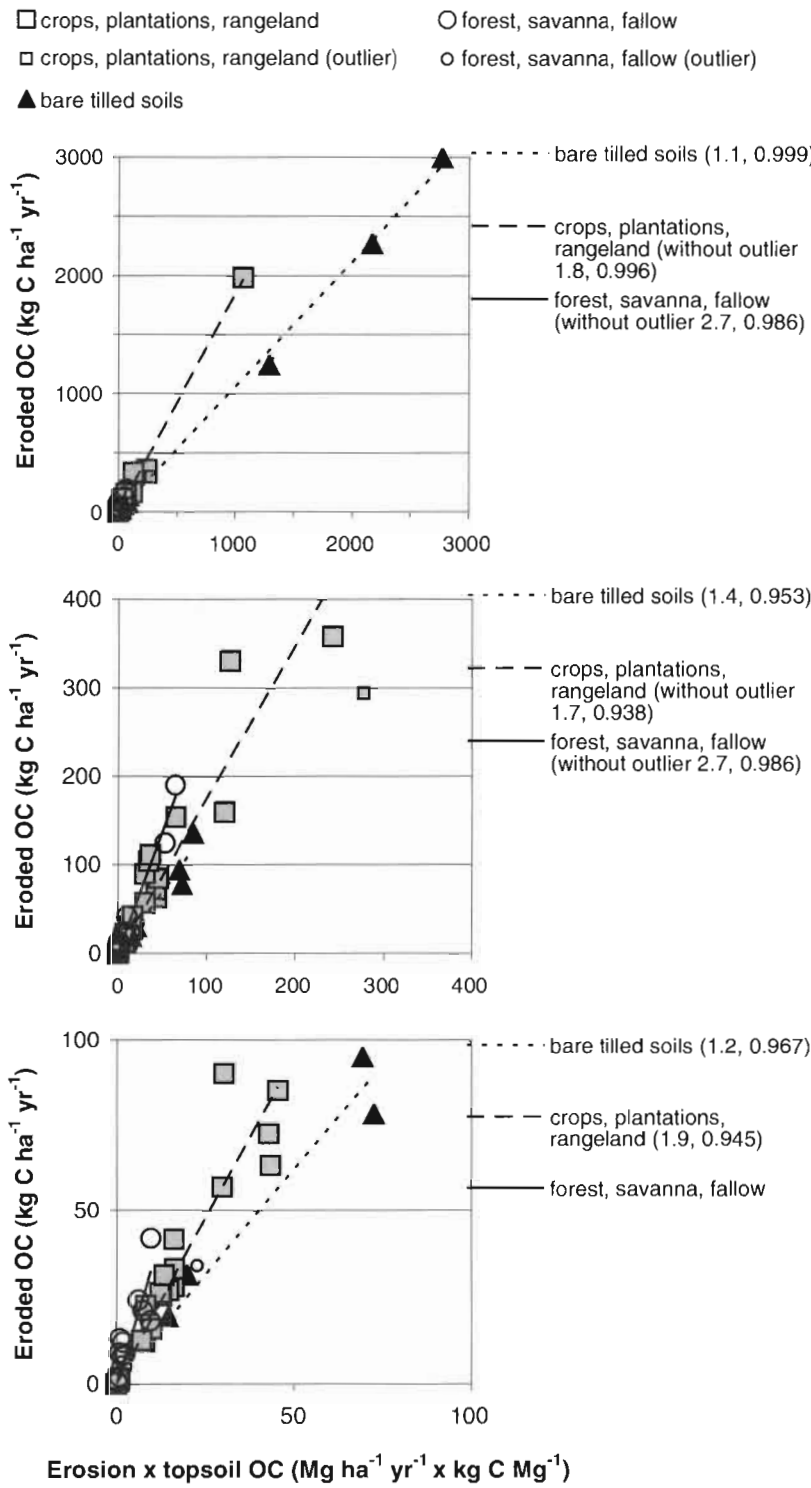 crops, plantations, rangeland
forest, savanna, fallow
crops, plantations, rangeland (outlier)
forest, savanna, fallow (outlier)
bare tilled soils
Eroded OC (kg C ha⁻¹ yr⁻¹)
3000
2000
1000
0
0
1000
2000
3000
bare tilled soils (1.1, 0.999)
crops, plantations,
rangeland (without outlier
1.8, 0.996)
forest, savanna, fallow
(without outlier 2.7, 0.986)
Eroded OC (kg C ha⁻¹ yr⁻¹)
400
300
200
100
0
0
100
200
300
400
bare tilled soils (1.4, 0.953)
crops, plantations,
rangeland (without outlier
1.7, 0.938)
forest, savanna, fallow
(without outlier 2.7, 0.986)
Eroded OC (kg C ha⁻¹ yr⁻¹)
100
50
0
0
50
100
bare tilled soils (1.2, 0.967)
crops, plantations,
rangeland (1.9, 0.945)
forest, savanna, fallow
Erosion x topsoil OC (Mg ha⁻¹ yr⁻¹ x kg C Mg⁻¹)